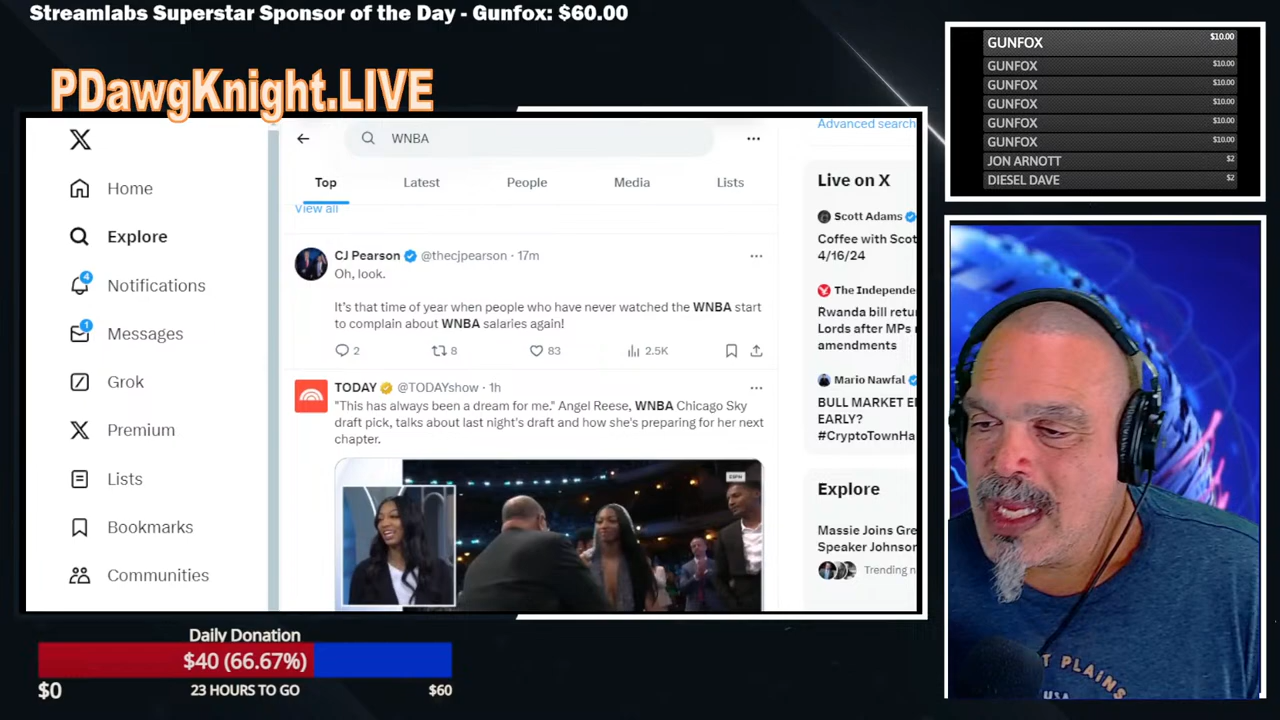 Streamlabs Superstar Sponsor of the Day - Gunfox: $60.00
PDawgKnight.LIVE
GUNFOX $10.00
GUNFOX $10.00
GUNFOX $10.00
GUNFOX $10.00
GUNFOX $10.00
GUNFOX $10.00
JON ARNOTT $2
DIESEL DAVE $2
Home
Explore
4
Notifications
1
Messages
Grok
Premium
Lists
Bookmarks
Communities
WNBA
Top Latest People Media Lists
View all
CJ Pearson @thecjpearson · 17m
Oh, look.
It's that time of year when people who have never watched the WNBA start
to complain about WNBA salaries again!
2 8 83 2.5K
TODAY @TODAYshow · 1h
"This has always been a dream for me." Angel Reese, WNBA Chicago Sky
draft pick, talks about last night's draft and how she's preparing for her next
chapter.
ESPN
Advanced search
Live on X
Scott Adams
Coffee with Scot
4/16/24
The Independe
Rwanda bill retu
Lords after MPs
amendments
Mario Nawfal
BULL MARKET E
EARLY?
#CryptoTownHa
Explore
Massie Joins Gre
Speaker Johnso
Trending n
Daily Donation
$40 (66.67%)
$0 23 HOURS TO GO $60
T PLAINS
USA